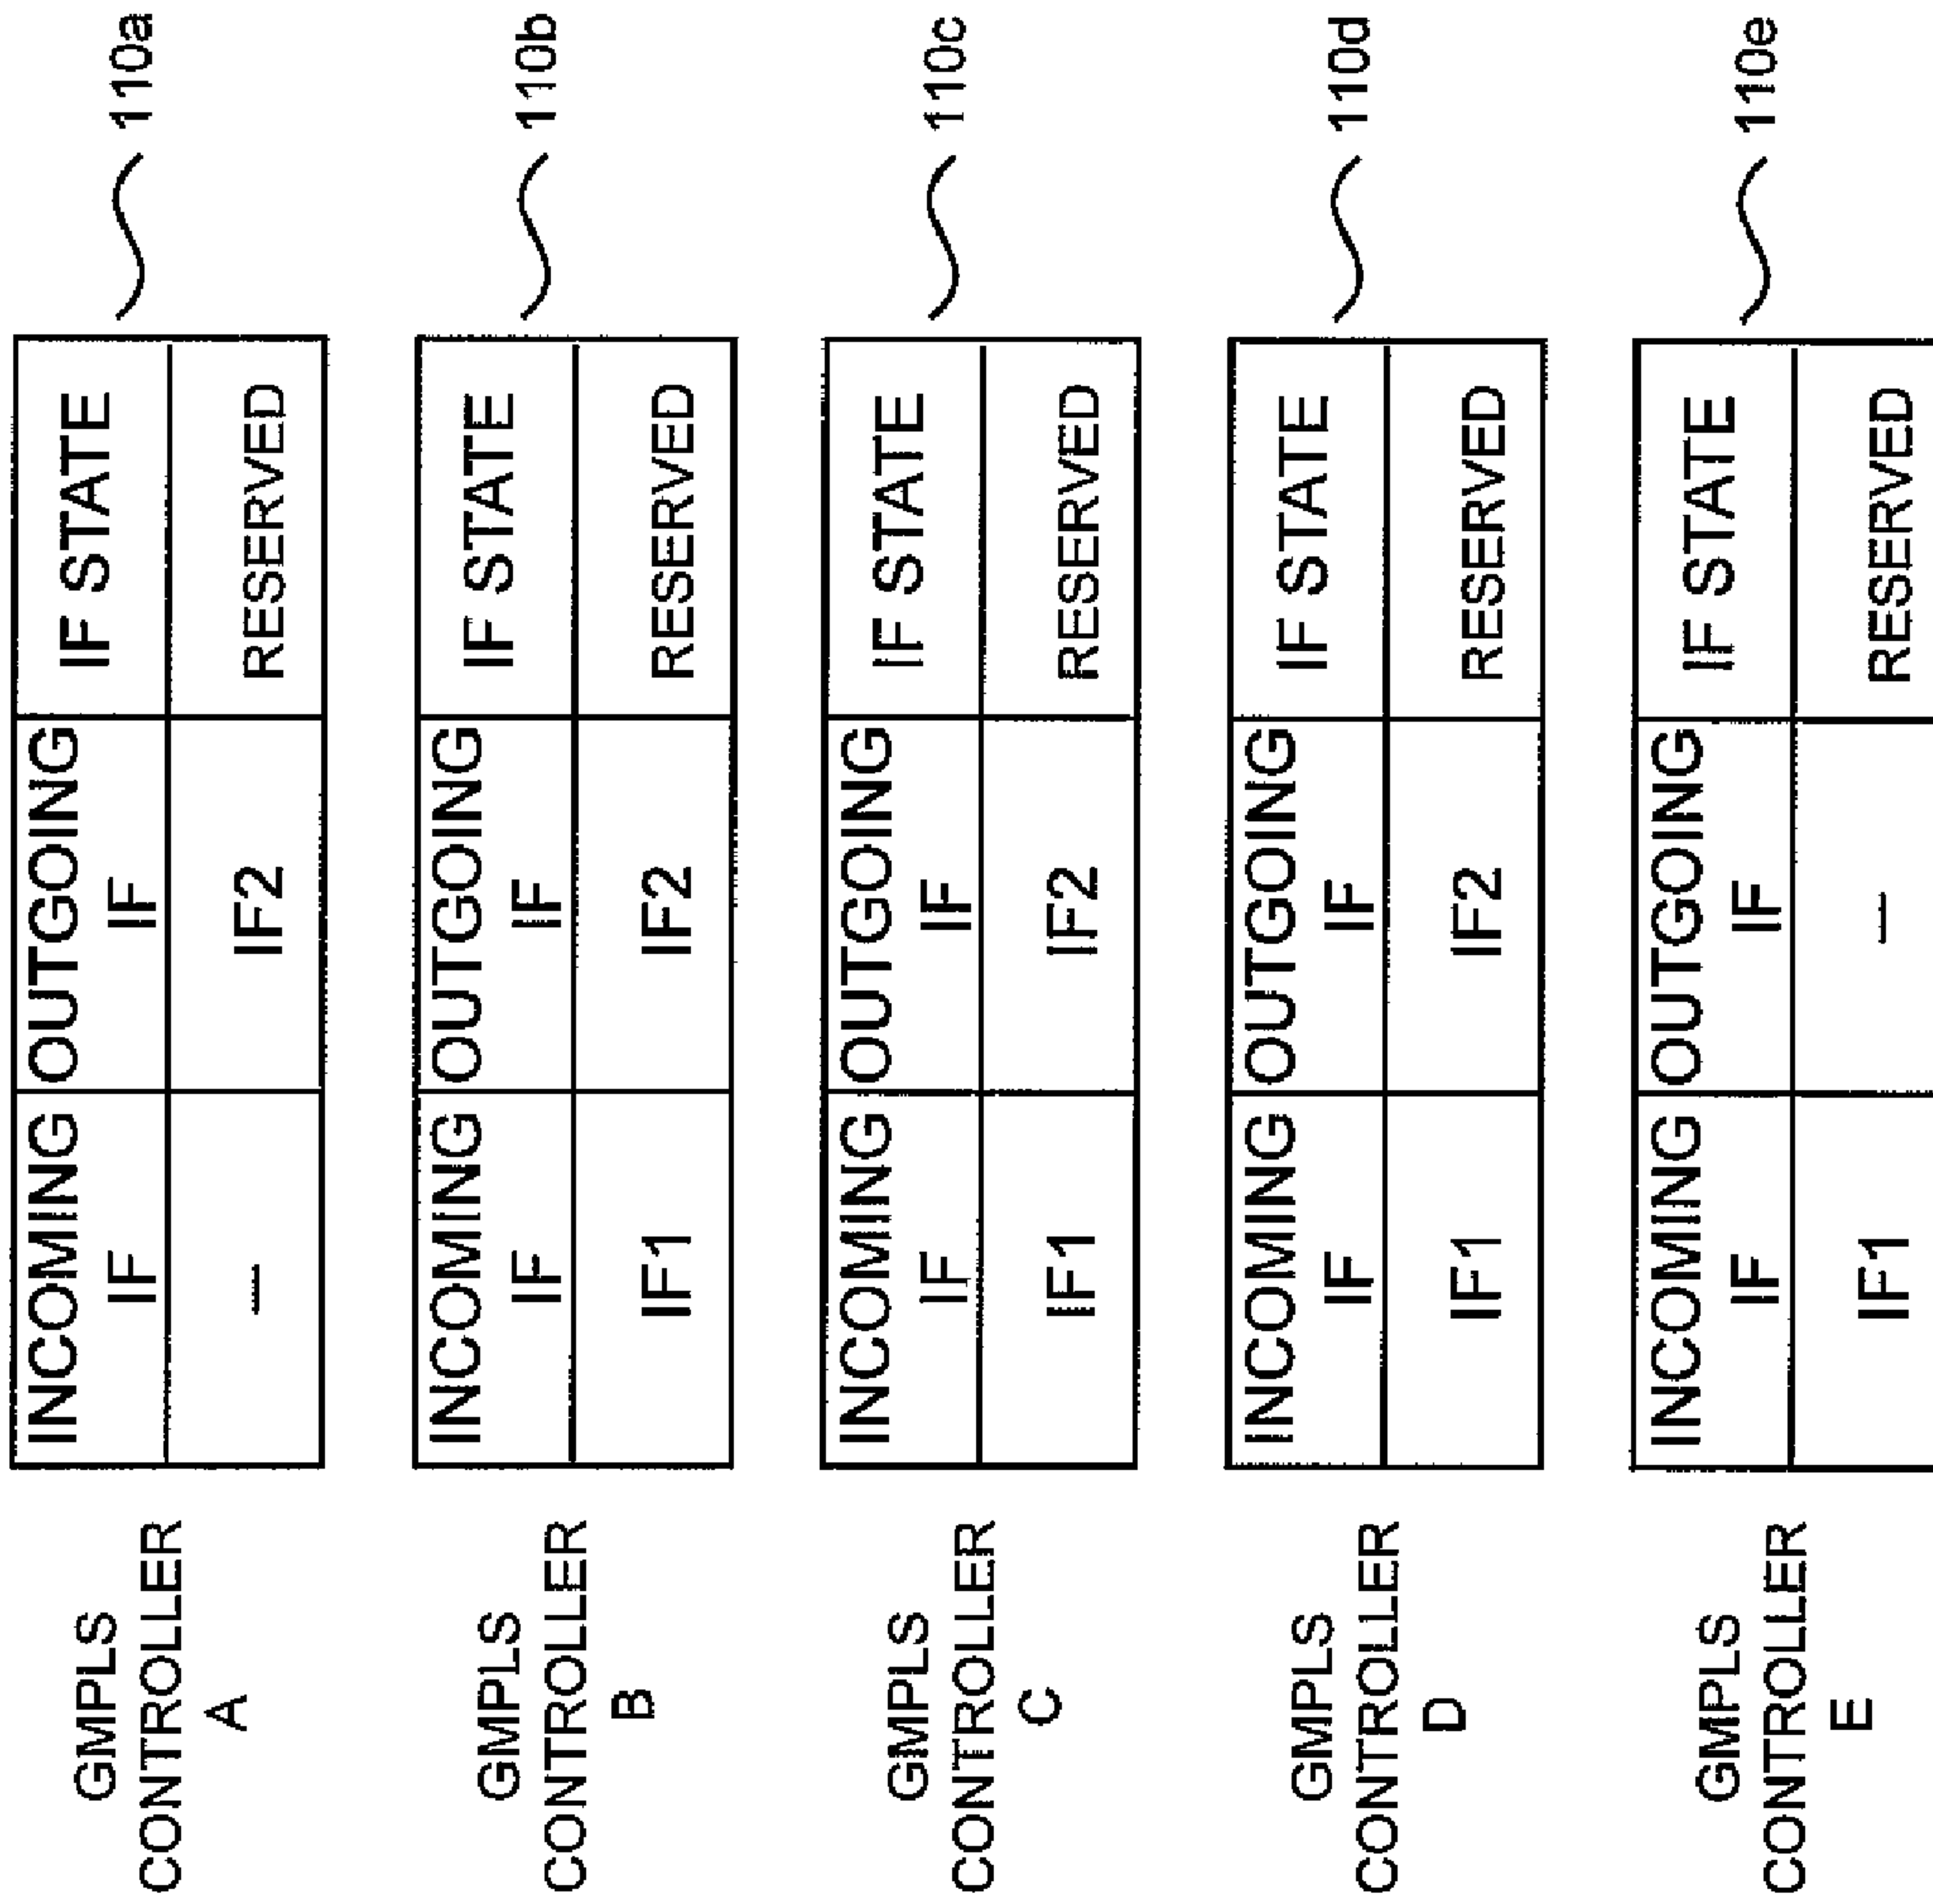 GMPLS
CONTROLLER
A
INCOMING
IF
OUTGOING
IF
IF STATE
–
IF2
RESERVED
110a
GMPLS
CONTROLLER
B
INCOMING
IF
OUTGOING
IF
IF STATE
IF1
IF2
RESERVED
110b
GMPLS
CONTROLLER
C
INCOMING
IF
OUTGOING
IF
IF STATE
IF1
IF2
RESERVED
110c
GMPLS
CONTROLLER
D
INCOMING
IF
OUTGOING
IF
IF STATE
IF1
IF2
RESERVED
110d
GMPLS
CONTROLLER
E
INCOMING
IF
OUTGOING
IF
IF STATE
IF1
–
RESERVED
110e